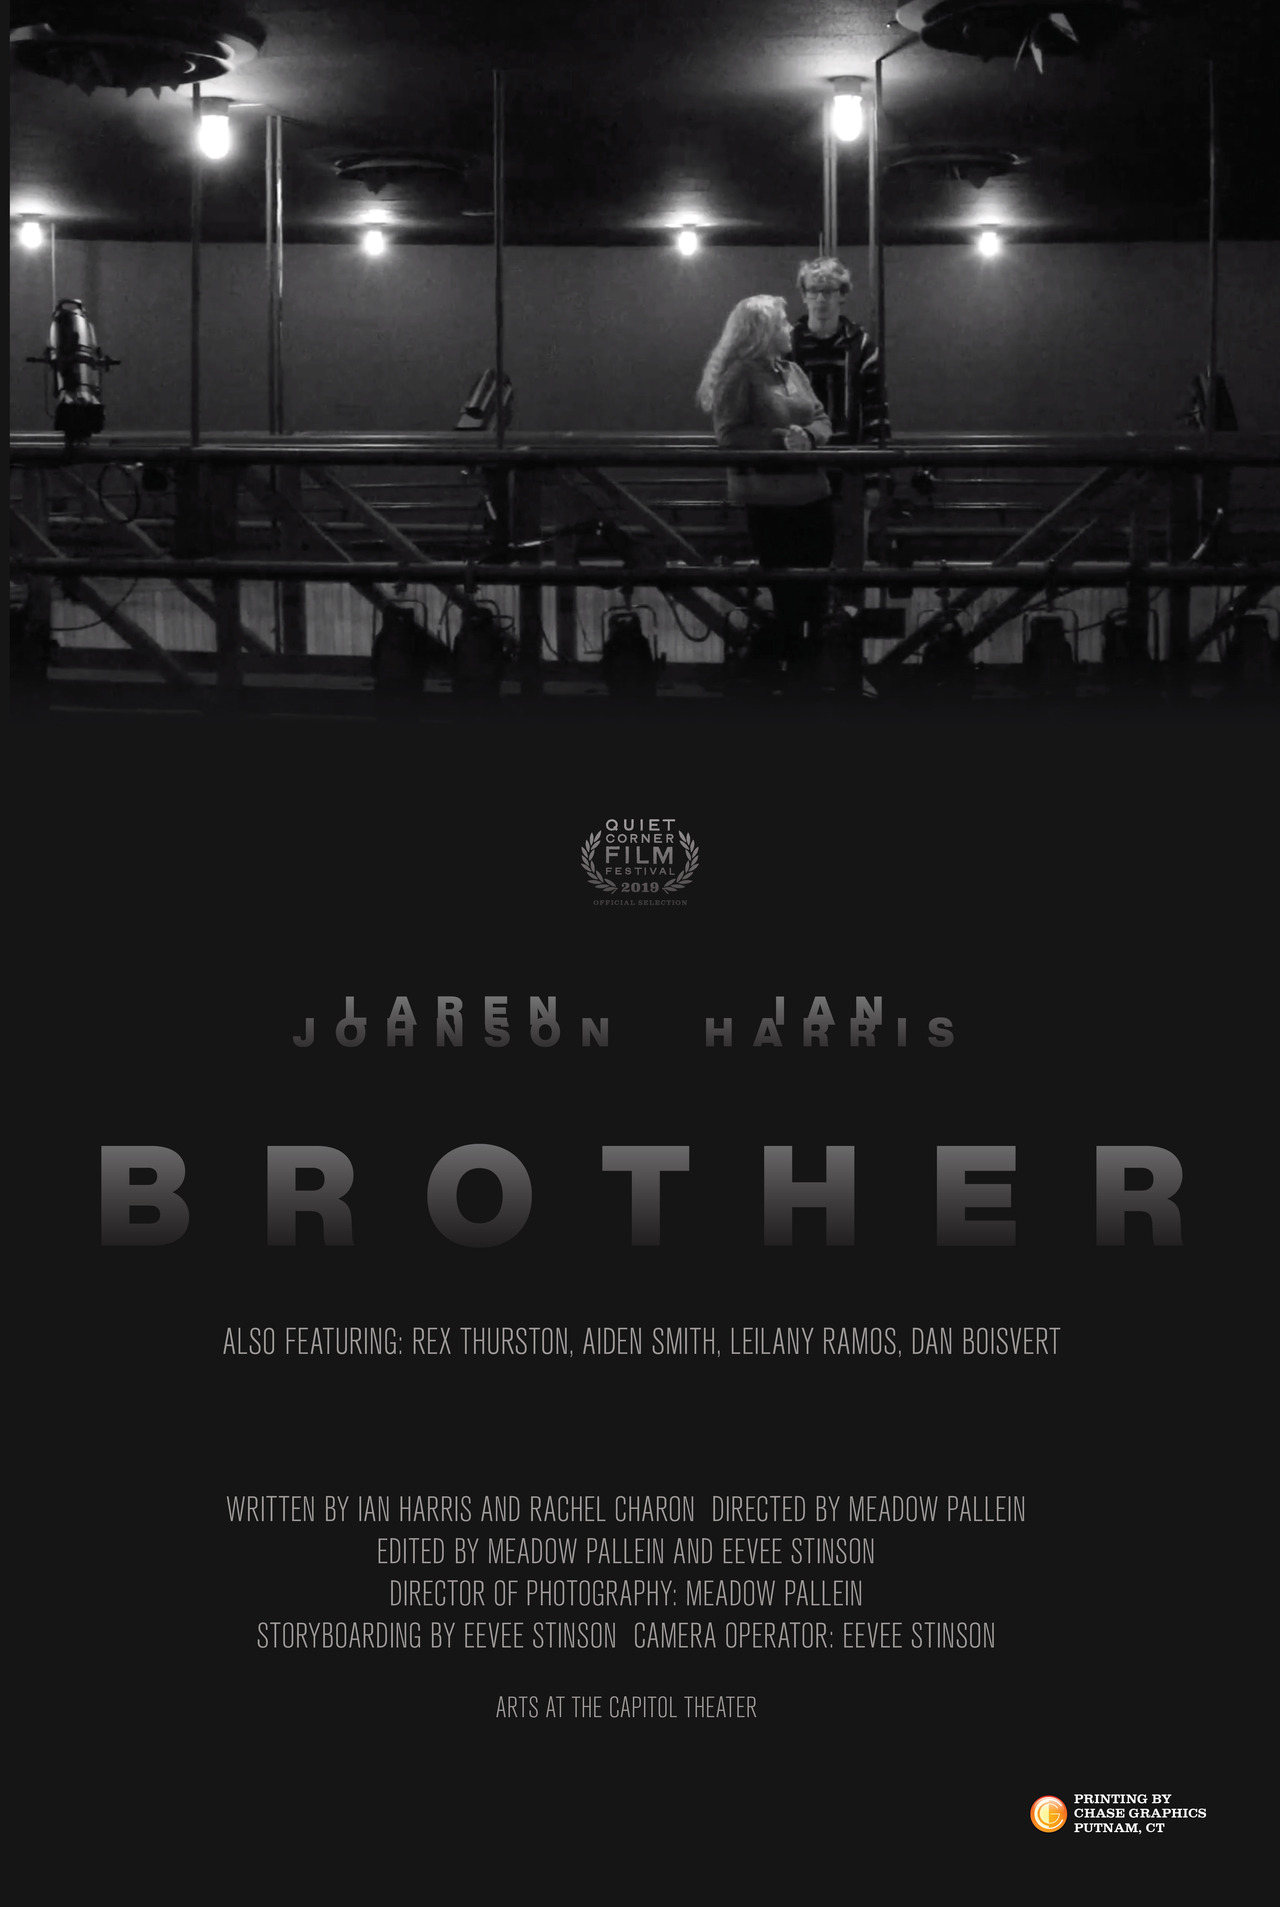 QUIET
CORNER
FILM
FESTIVAL
2019
OFFICIAL SELECTION
LAREN IAN
JOHNSON HARRIS
BROTHER
ALSO FEATURING: REX THURSTON, AIDEN SMITH, LEILANY RAMOS, DAN BOISVERT
WRITTEN BY IAN HARRIS AND RACHEL CHARON DIRECTED BY MEADOW PALLEIN
EDITED BY MEADOW PALLEIN AND EEVEE STINSON
DIRECTOR OF PHOTOGRAPHY: MEADOW PALLEIN
STORYBOARDING BY EEVEE STINSON CAMERA OPERATOR: EEVEE STINSON
ARTS AT THE CAPITOL THEATER
PRINTING BY
CHASE GRAPHICS
PUTNAM, CT